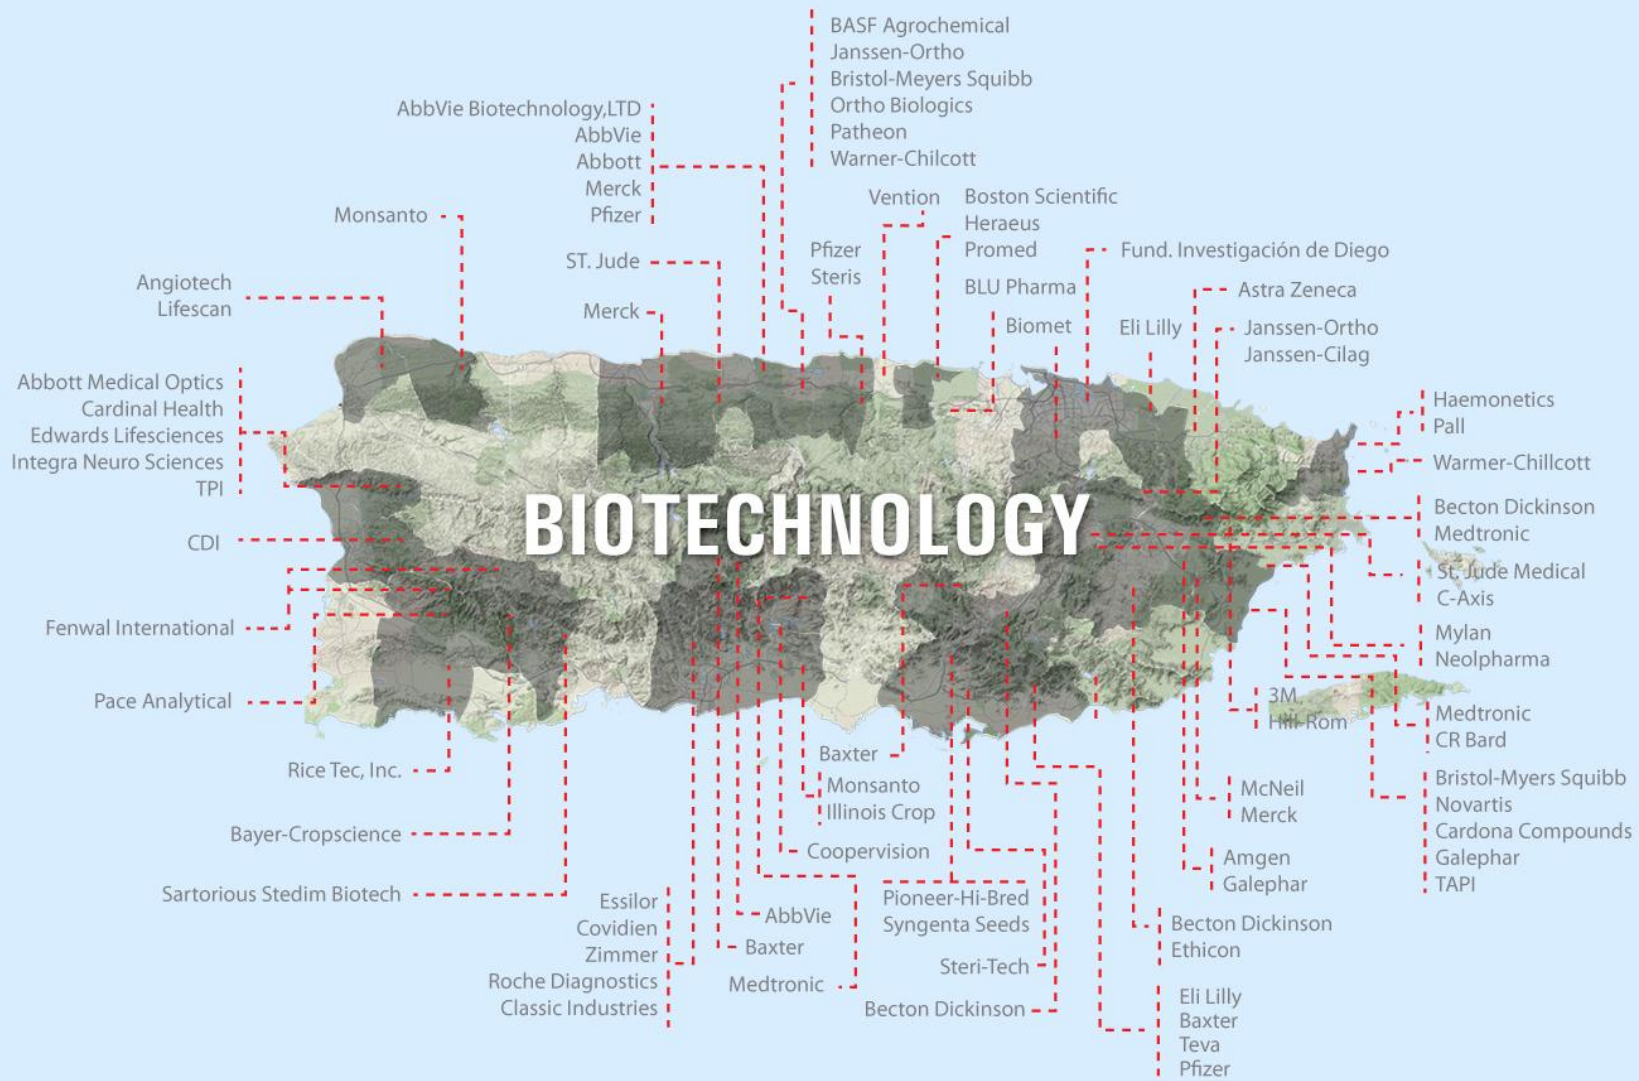 BASF Agrochemical
Janssen-Ortho
Bristol-Meyers Squibb
Ortho Biologics
Patheon
Warner-Chilcott
AbbVie Biotechnology,LTD
AbbVie
Abbott
Merck
Pfizer
Monsanto
ST. Jude
Merck
Angiotech
Lifescan
Vention
Pfizer
Steris
Boston Scientific
Heraeus
Promed
BLU Pharma
Biomet
Fund. Investigación de Diego
Eli Lilly
Astra Zeneca
Janssen-Ortho
Janssen-Cilag
Abbott Medical Optics
Cardinal Health
Edwards Lifesciences
Integra Neuro Sciences
TPI
CDI
Fenwal International
Pace Analytical
Rice Tec, Inc.
Bayer-Cropscience
Sartorious Stedim Biotech
BIOTECHNOLOGY
Haemonetics
Pall
Warmer-Chillcott
Becton Dickinson
Medtronic
St. Jude Medical
C-Axis
Mylan
Neolpharma
3M
Hill-Rom
Medtronic
CR Bard
Bristol-Myers Squibb
Novartis
Cardona Compounds
Galephar
TAPI
McNeil
Merck
Amgen
Galephar
Becton Dickinson
Ethicon
Eli Lilly
Baxter
Teva
Pfizer
Baxter
Monsanto
Illinois Crop
Coopervision
Pioneer-Hi-Bred
Syngenta Seeds
Steri-Tech
Becton Dickinson
AbbVie
Baxter
Medtronic
Essilor
Covidien
Zimmer
Roche Diagnostics
Classic Industries